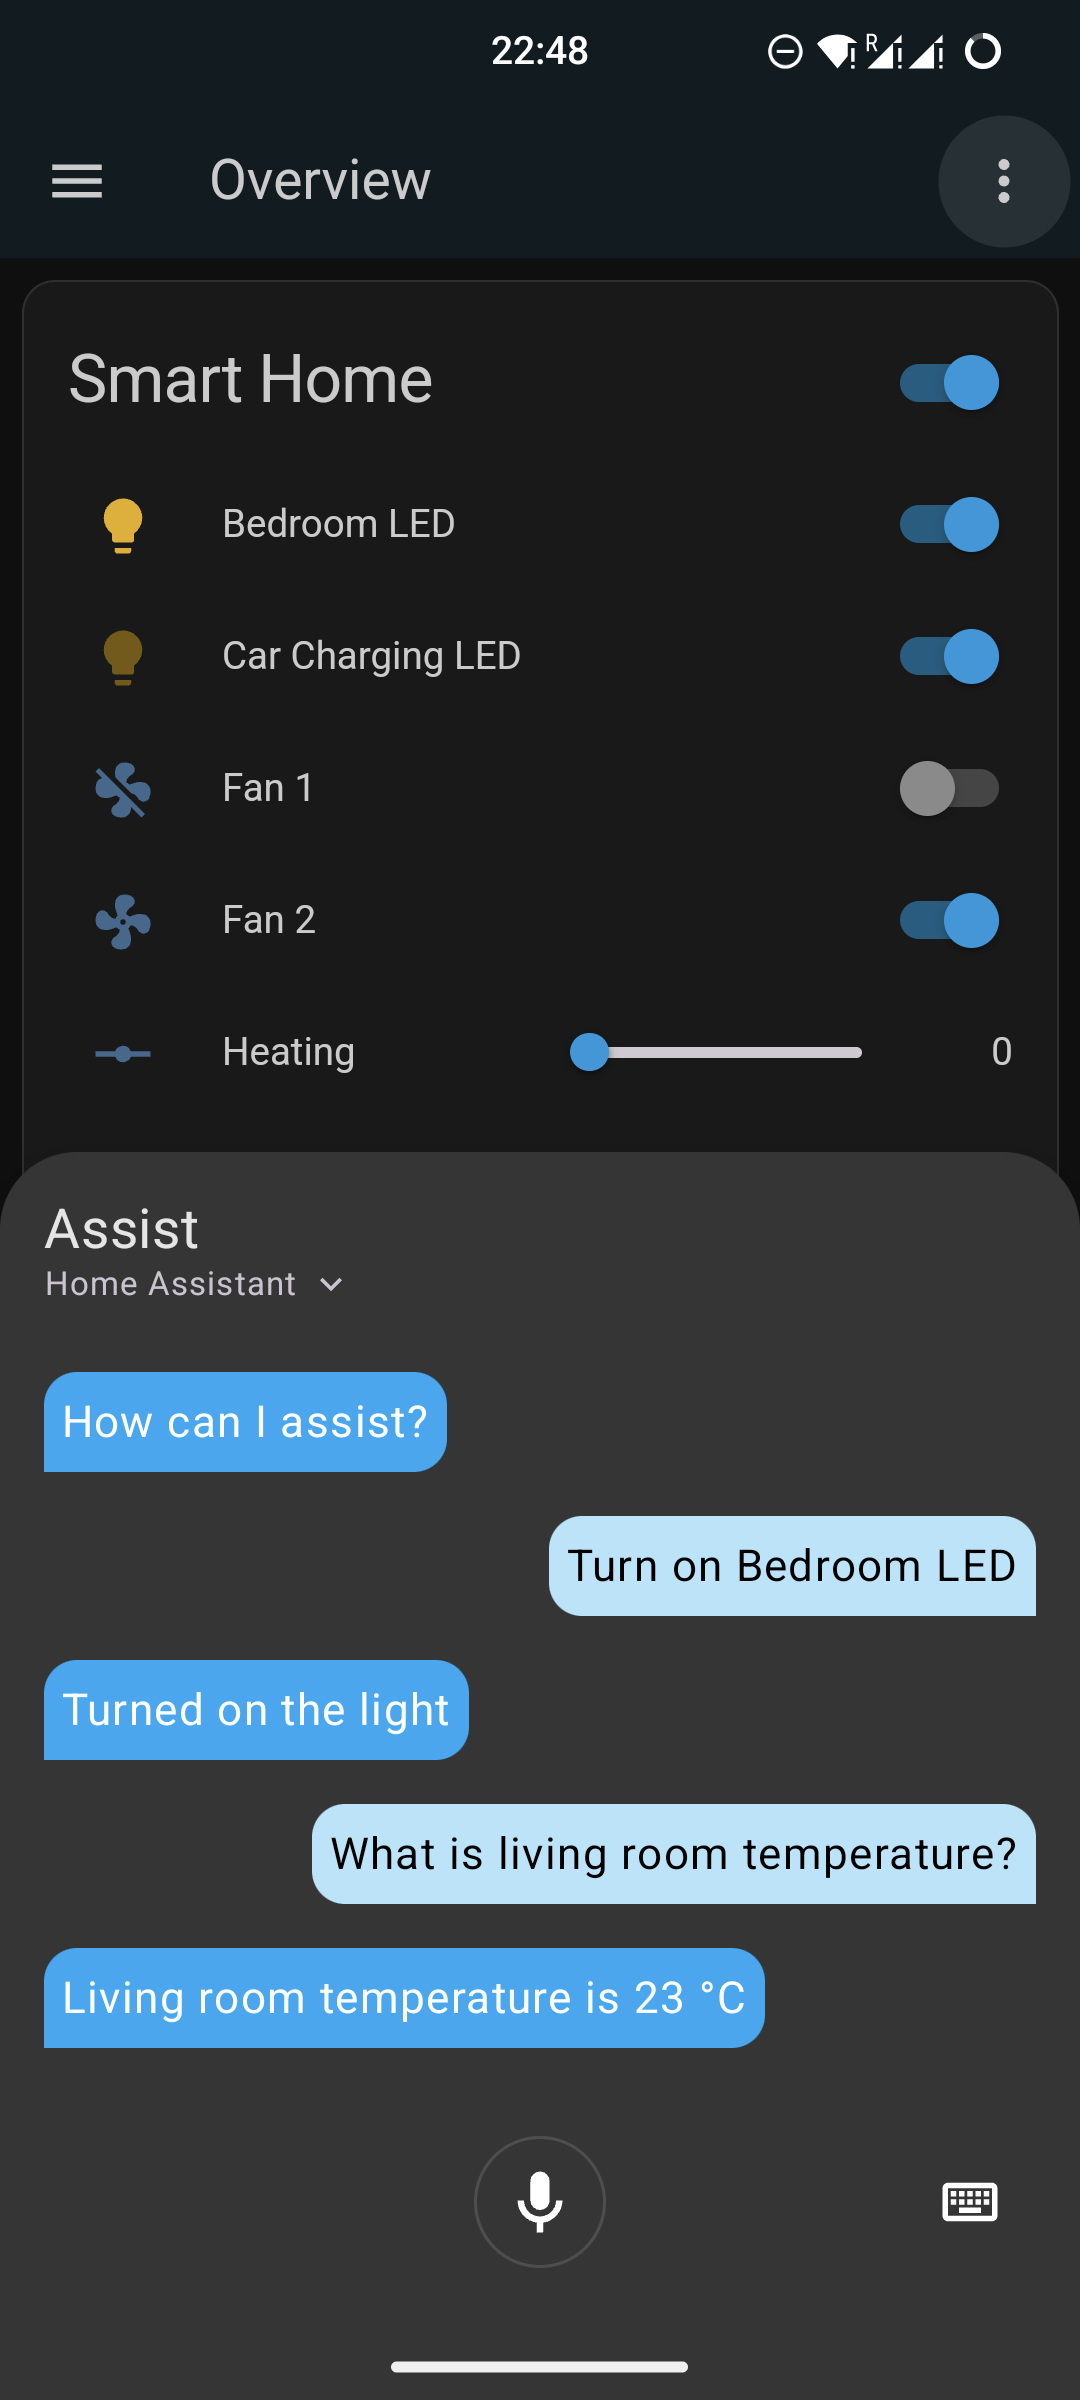 22:48
R
Overview
Smart Home
Bedroom LED
Car Charging LED
Fan 1
Fan 2
Heating 0
Assist
Home Assistant
How can I assist?
Turn on Bedroom LED
Turned on the light
What is living room temperature?
Living room temperature is 23 °C